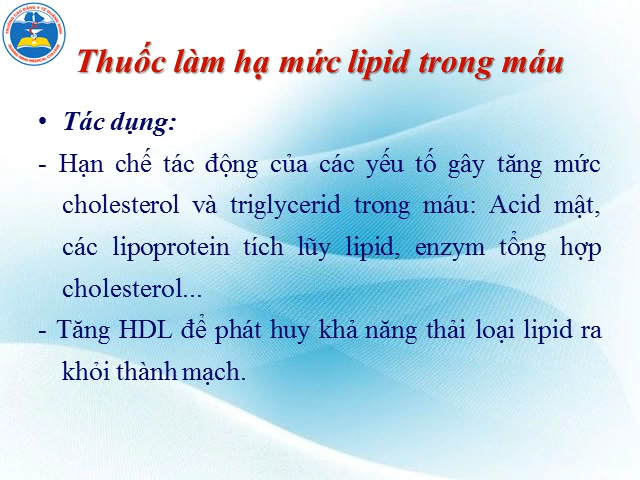 Thuốc làm hạ mức lipid trong máu
• Tác dụng:
- Hạn chế tác động của các yếu tố gây tăng mức
cholesterol và triglycerid trong máu: Acid mật,
các lipoprotein tích lũy lipid, enzym tổng hợp
cholesterol...
- Tăng HDL để phát huy khả năng thải loại lipid ra
khỏi thành mạch.